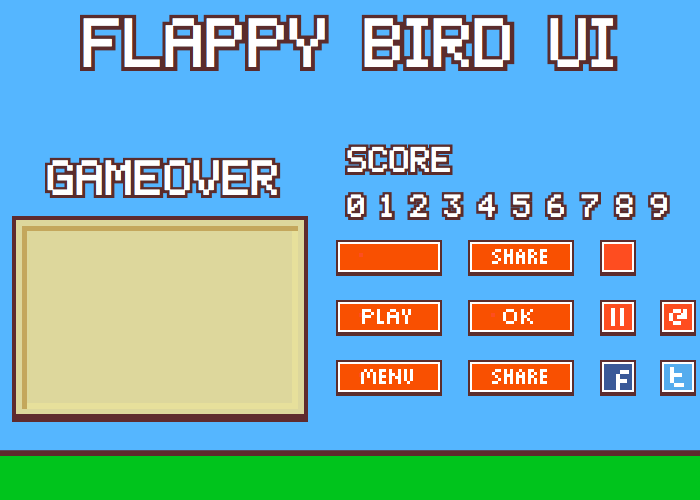 FLAPPY BIRD UI
GAMEOVER
SCORE
0 1 2 3 4 5 6 7 8 9
SHARE
PLAY
OK
MENU
SHARE
f
t